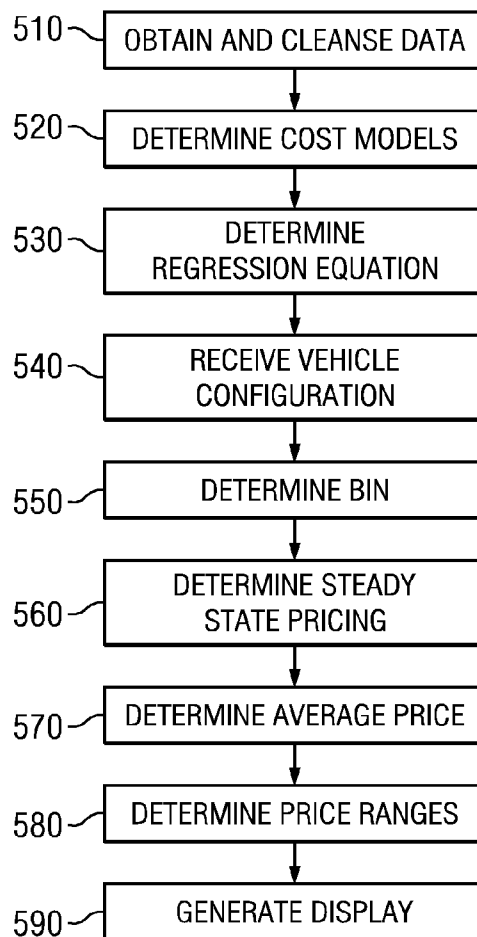 510 OBTAIN AND CLEANSE DATA
520 DETERMINE COST MODELS
530 DETERMINE
REGRESSION EQUATION
540 RECEIVE VEHICLE
CONFIGURATION
550 DETERMINE BIN
560 DETERMINE STEADY
STATE PRICING
570 DETERMINE AVERAGE PRICE
580 DETERMINE PRICE RANGES
590 GENERATE DISPLAY